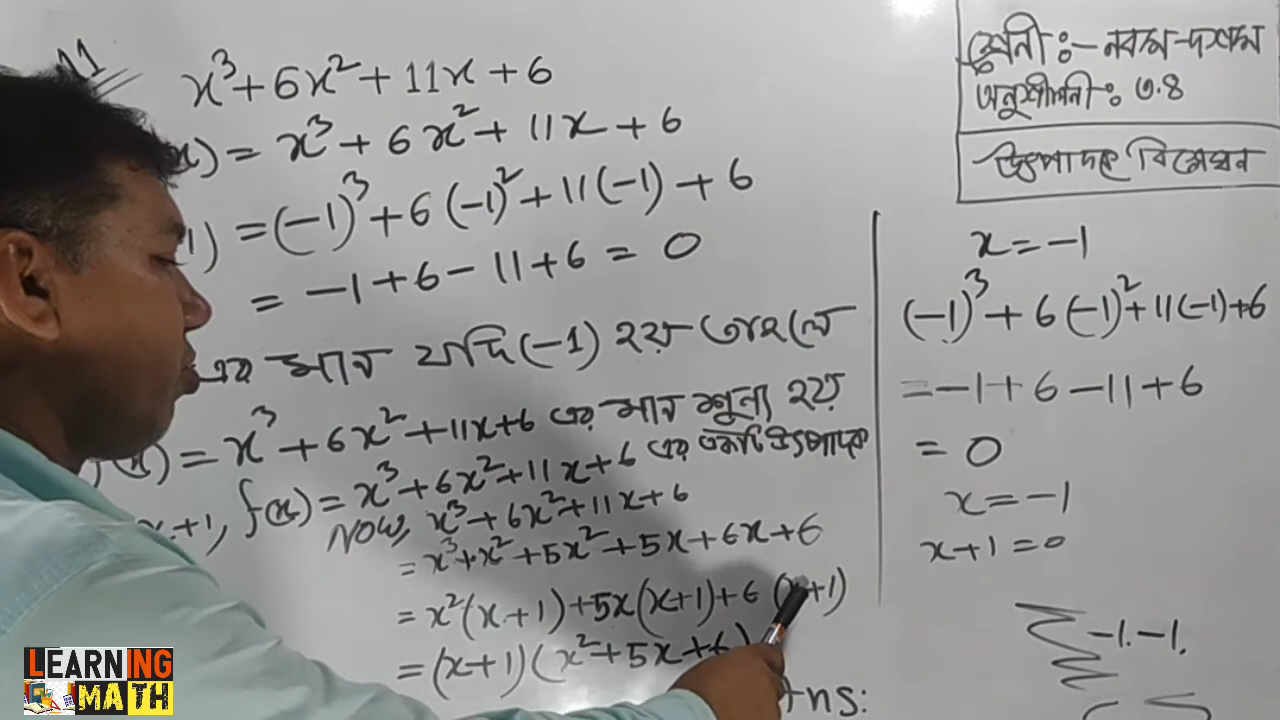 11
x³+6x²+11x+6
x) = x³+6x²+11x+6
1) = (-1)³+6(-1)²+11(-1)+6
= -1+6-11+6 = 0
এর মান যদি (-1) হয় তাহলে
(x) = x³+6x²+11x+6 এর মান শূন্য হয়
x+1, f(x) = x³+6x²+11x+6 এর একটি উৎপাদক
Now, x³+6x²+11x+6
= x³+x²+5x²+5x+6x+6
= x²(x+1)+5x(x+1)+6(x+1)
= (x+1)(x²+5x+6)
ns:
শ্রেনী :- নবম-দশম
অনুশীলনী : ৩.৪
উৎপাদক বিশ্লেষন
x=-1
(-1)³+6(-1)²+11(-1)+6
= -1+6-11+6
= 0
x=-1
x+1=0
-1.-1.
LEARNING
MATH